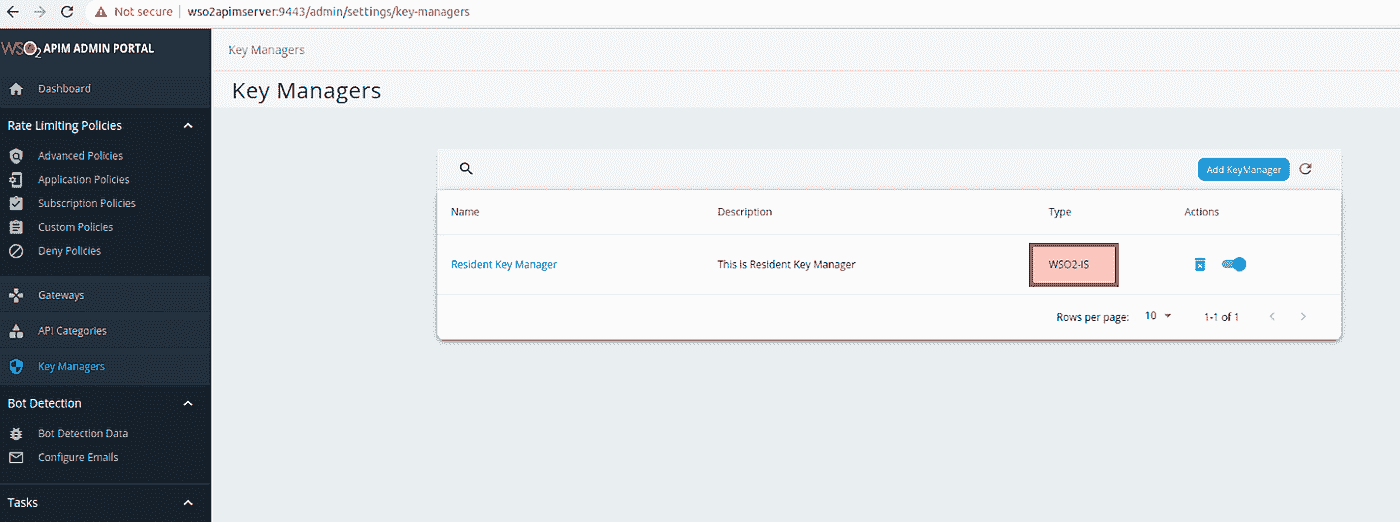 Not secure wso2apimserver:9443/admin/settings/key-managers
WSO2 APIM ADMIN PORTAL
Dashboard
Rate Limiting Policies
Advanced Policies
Application Policies
Subscription Policies
Custom Policies
Deny Policies
Gateways
API Categories
Key Managers
Bot Detection
Bot Detection Data
Configure Emails
Tasks
Key Managers
Key Managers
Add KeyManager
Name Description Type Actions
Resident Key Manager This is Resident Key Manager WSO2-IS
Rows per page: 10 1-1 of 1